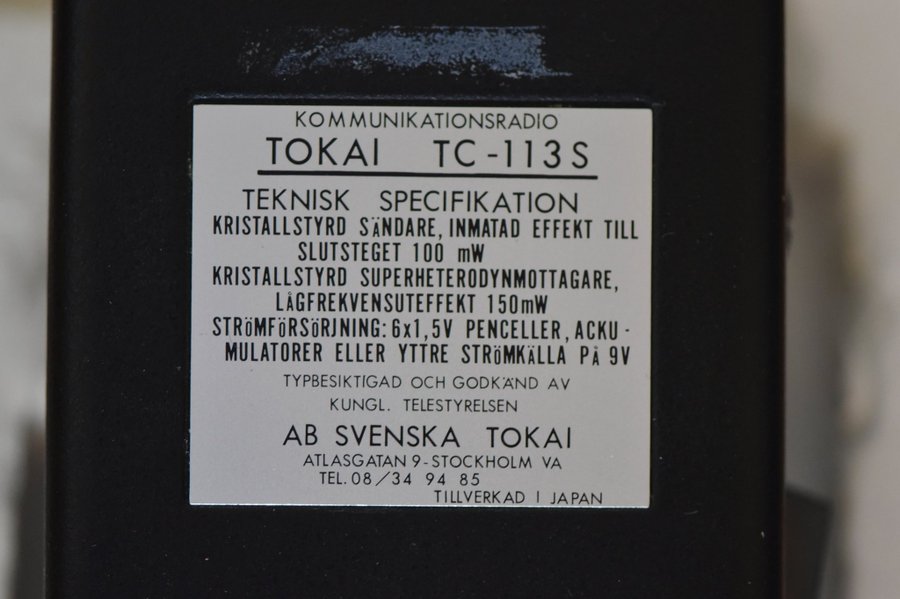 KOMMUNIKATIONSRADIO
TOKAI TC-113S
TEKNISK SPECIFIKATION
KRISTALLSTYRD SÄNDARE, INMATAD EFFEKT TILL
SLUTSTEGET 100 mW
KRISTALLSTYRD SUPERHETERODYNMOTTAGARE,
LÅGFREKVENSUTEFFEKT 150mW
STRÖMFÖRSÖRJNING: 6x1,5V PENCELLER, ACKU-
MULATORER ELLER YTTRE STRÖMKÄLLA PÅ 9V
TYPBESIKTIGAD OCH GODKÄND AV
KUNGL. TELESTYRELSEN
AB SVENSKA TOKAI
ATLASGATAN 9-STOCKHOLM VA
TEL. 08/34 94 85
TILLVERKAD I JAPAN